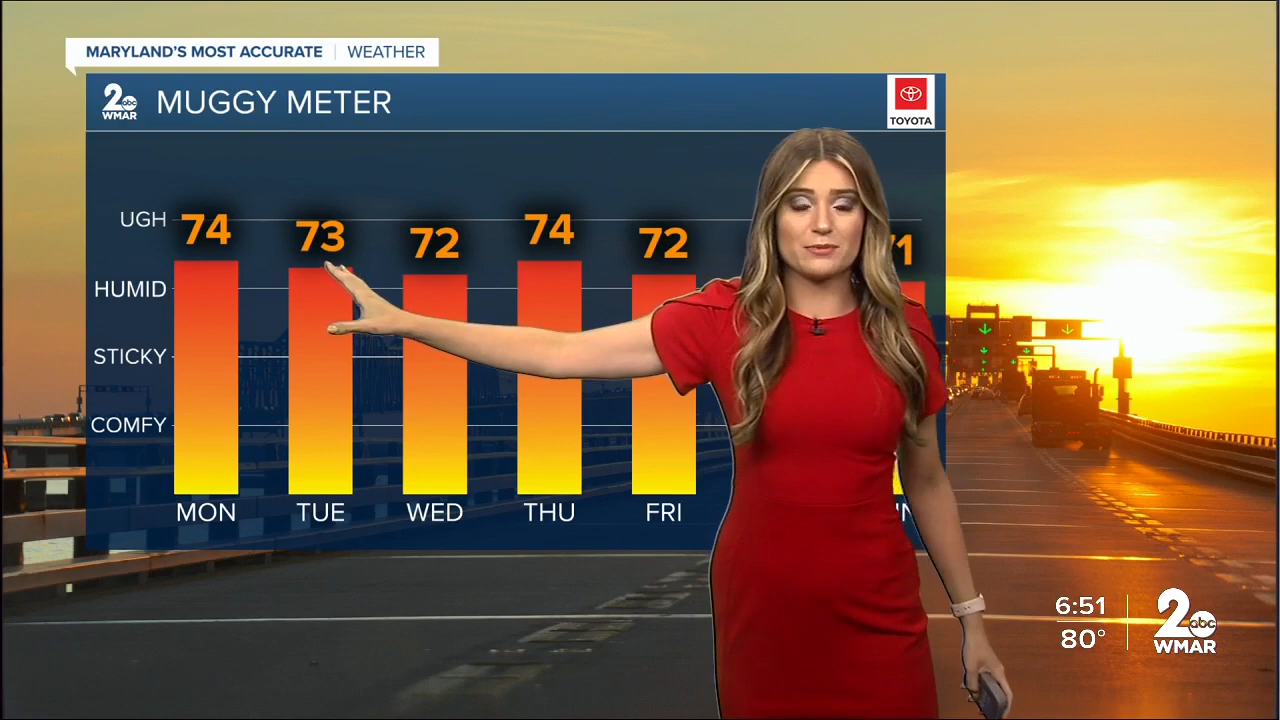 MARYLAND'S MOST ACCURATE | WEATHER
2 abc WMAR
MUGGY METER
TOYOTA
UGH
HUMID
STICKY
COMFY
74 73 72 74 72
MON TUE WED THU FRI
6:51
80°
2 abc
WMAR